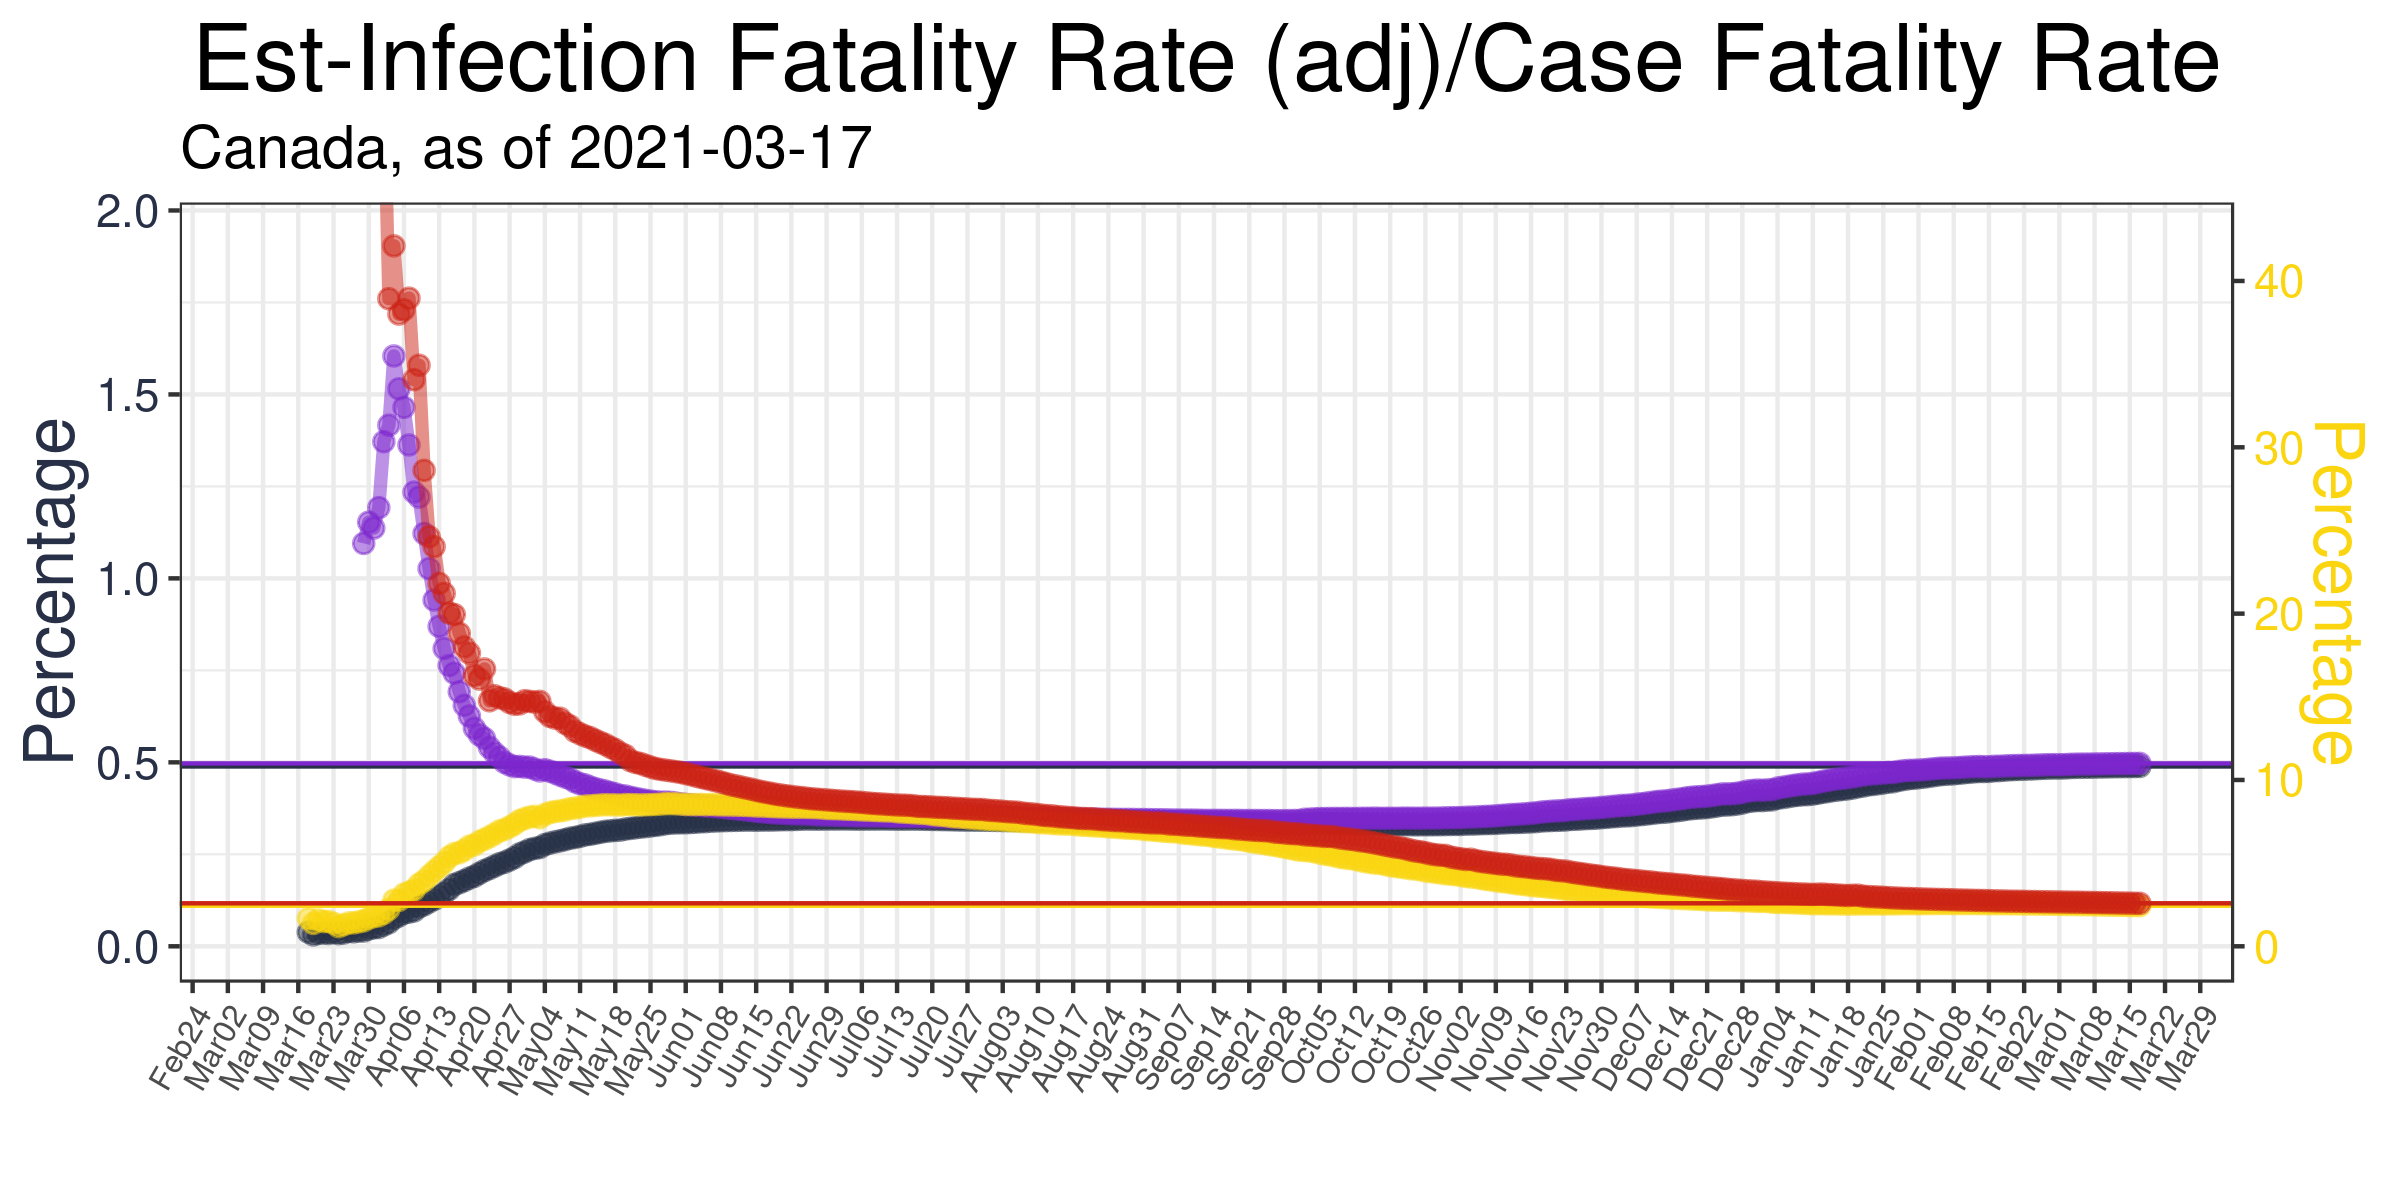 Est-Infection Fatality Rate (adj)/Case Fatality Rate
Canada, as of 2021-03-17
Percentage
2.0
1.5
1.0
0.5
0.0
40
30
20
10
0
Percentage
Feb24
Mar02
Mar09
Mar16
Mar23
Mar30
Apr06
Apr13
Apr20
Apr27
May04
May11
May18
May25
Jun01
Jun08
Jun15
Jun22
Jun29
Jul06
Jul13
Jul20
Jul27
Aug03
Aug10
Aug17
Aug24
Aug31
Sep07
Sep14
Sep21
Sep28
Oct05
Oct12
Oct19
Oct26
Nov02
Nov09
Nov16
Nov23
Nov30
Dec07
Dec14
Dec21
Dec28
Jan04
Jan11
Jan18
Jan25
Feb01
Feb08
Feb15
Feb22
Mar01
Mar08
Mar15
Mar22
Mar29